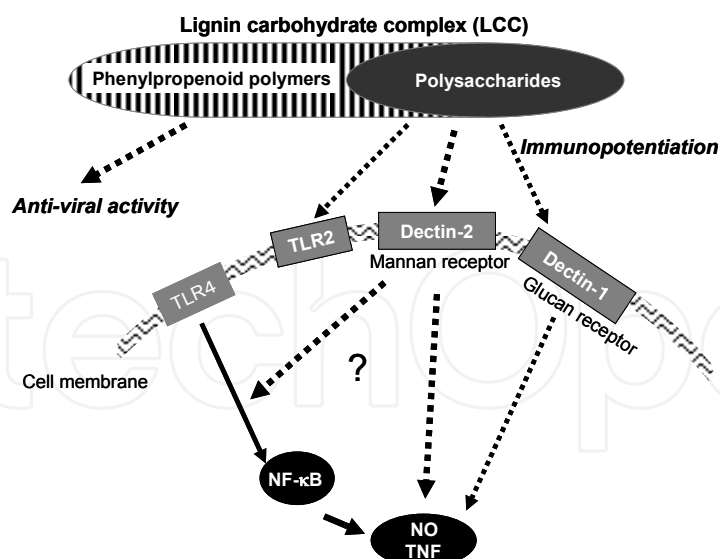 Lignin carbohydrate complex (LCC)
Phenylpropenoid polymers
Polysaccharides
Immunopotentiation
Anti-viral activity
TLR2
Dectin-2
Mannan receptor
Dectin-1
Glucan receptor
TLR4
Cell membrane
?
NF-κB
NO
TNF
techOpe